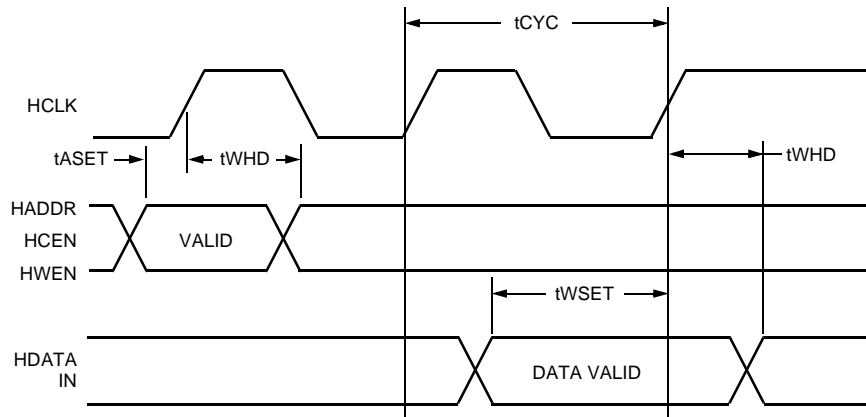 tCYC
HCLK
tASET
tWHD
tWHD
HADDR
HCEN
VALID
HWEN
tWSET
HDATA
IN
DATA VALID